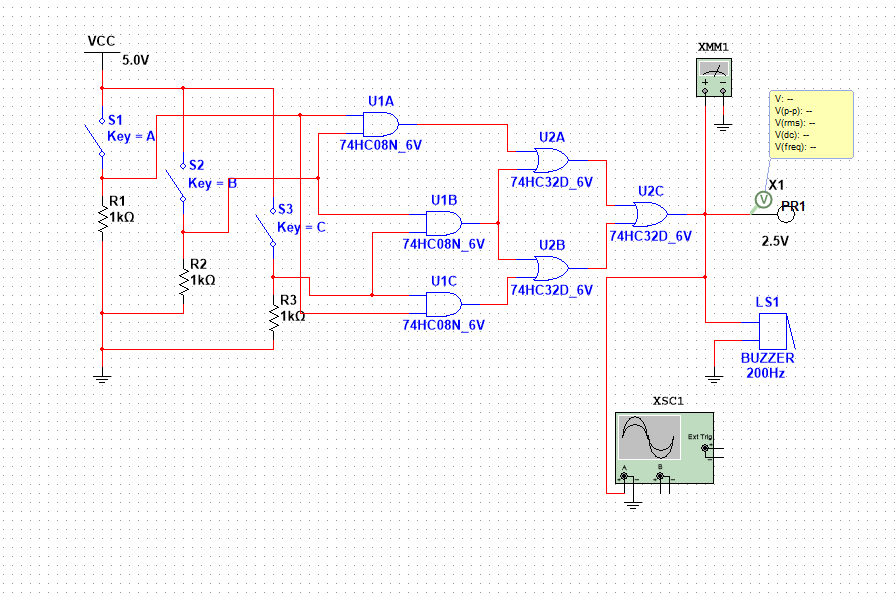 VCC
5.0V
S1
Key = A
S2
Key = B
S3
Key = C
R1
1kΩ
R2
1kΩ
R3
1kΩ
U1A
74HC08N_6V
U1B
74HC08N_6V
U1C
74HC08N_6V
U2A
74HC32D_6V
U2B
74HC32D_6V
U2C
74HC32D_6V
XMM1
+ −
V: --
V(p-p): --
V(rms): --
V(dc): --
V(freq): --
V
X1
PR1
2.5V
LS1
BUZZER
200Hz
XSC1
Ext Trig
+
−
A B
+ − + −